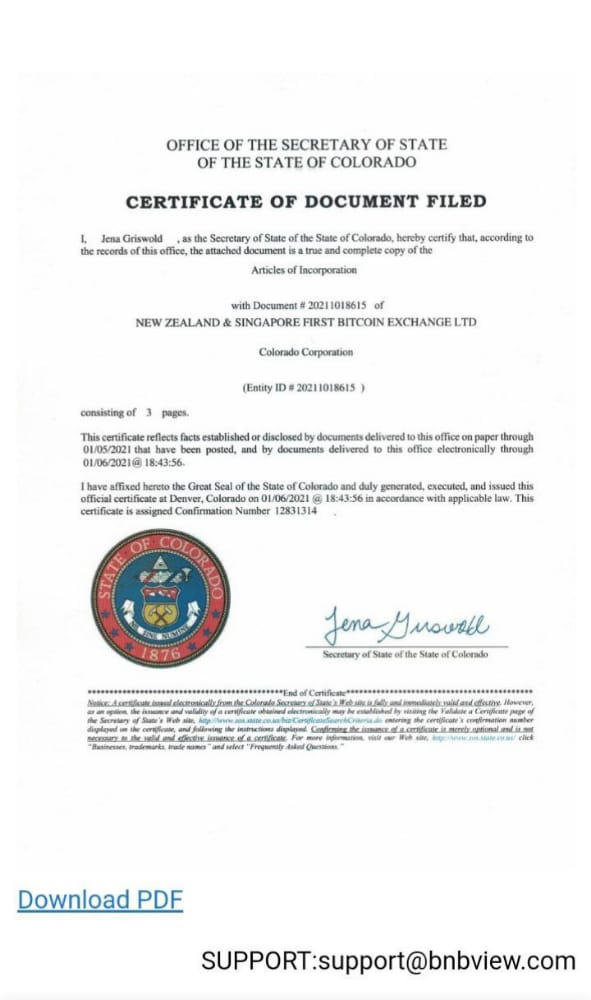 OFFICE OF THE SECRETARY OF STATE
OF THE STATE OF COLORADO
CERTIFICATE OF DOCUMENT FILED
I, Jena Griswold , as the Secretary of State of the State of Colorado, hereby certify that, according to
the records of this office, the attached document is a true and complete copy of the
Articles of Incorporation
with Document # 20211018615 of
NEW ZEALAND & SINGAPORE FIRST BITCOIN EXCHANGE LTD
Colorado Corporation
(Entity ID # 20211018615 )
consisting of 3 pages.
This certificate reflects facts established or disclosed by documents delivered to this office on paper through
01/05/2021 that have been posted, and by documents delivered to this office electronically through
01/06/2021@ 18:43:56.
I have affixed hereto the Great Seal of the State of Colorado and duly generated, executed, and issued this
official certificate at Denver, Colorado on 01/06/2021 @ 18:43:56 in accordance with applicable law. This
certificate is assigned Confirmation Number 12831314 .
STATE OF COLORADO
NIL SINE NUMINE
1876
Jena Griswold
Secretary of State of the State of Colorado
*******************************************End of Certificate*******************************************
Notice: A certificate issued electronically from the Colorado Secretary of State's Web site is fully and immediately valid and effective. However,
as an option, the issuance and validity of a certificate obtained electronically may be established by visiting the Validate a Certificate page of
the Secretary of State's Web site, http://www.sos.state.co.us/biz/CertificateSearchCriteria.do entering the certificate's confirmation number
displayed on the certificate, and following the instructions displayed. Confirming the issuance of a certificate is merely optional and is not
necessary to the valid and effective issuance of a certificate. For more information, visit our Web site, http://www.sos.state.co.us/ click
"Businesses, trademarks, trade names" and select "Frequently Asked Questions."
Download PDF
SUPPORT:support@bnbview.com